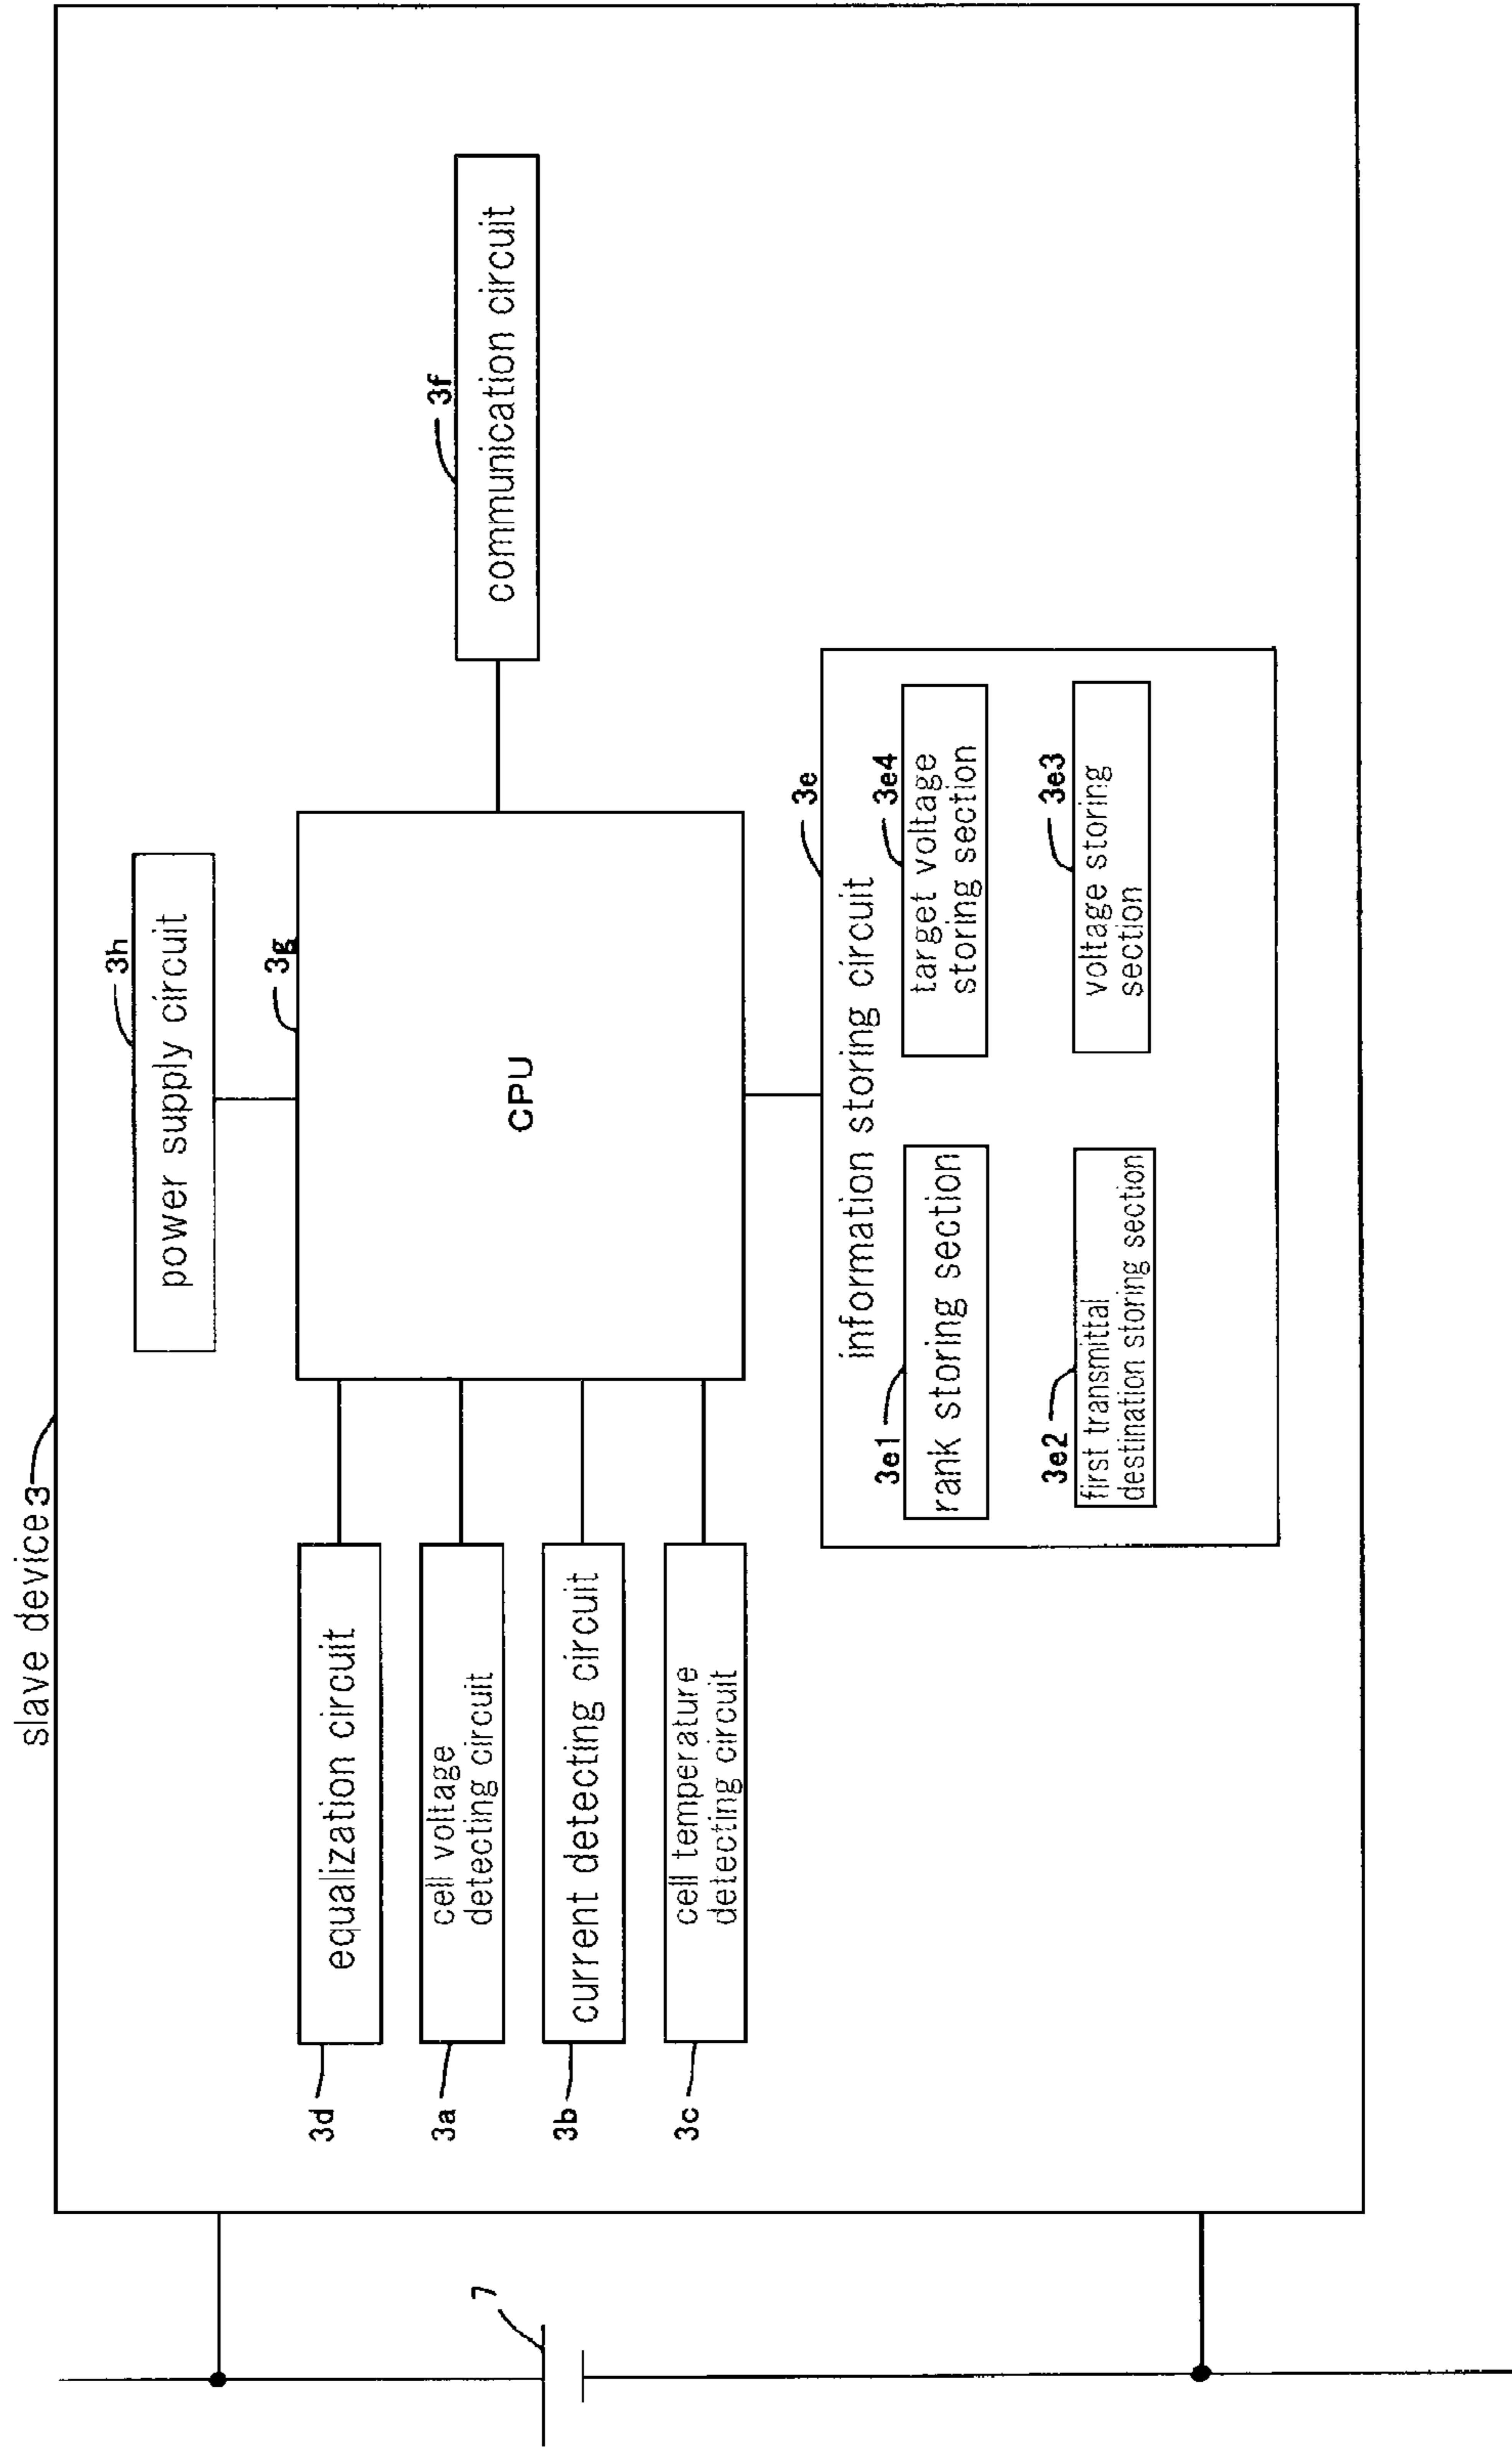 slave device 3
3h
power supply circuit
3g
CPU
3f
communication circuit
3d
equalization circuit
3a
cell voltage
detecting circuit
3b
current detecting circuit
3c
cell temperature
detecting circuit
3e
information storing circuit
3e1
rank storing section
3e4
target voltage
storing section
3e2
first transmittal
destination storing section
3e3
voltage storing
section
7